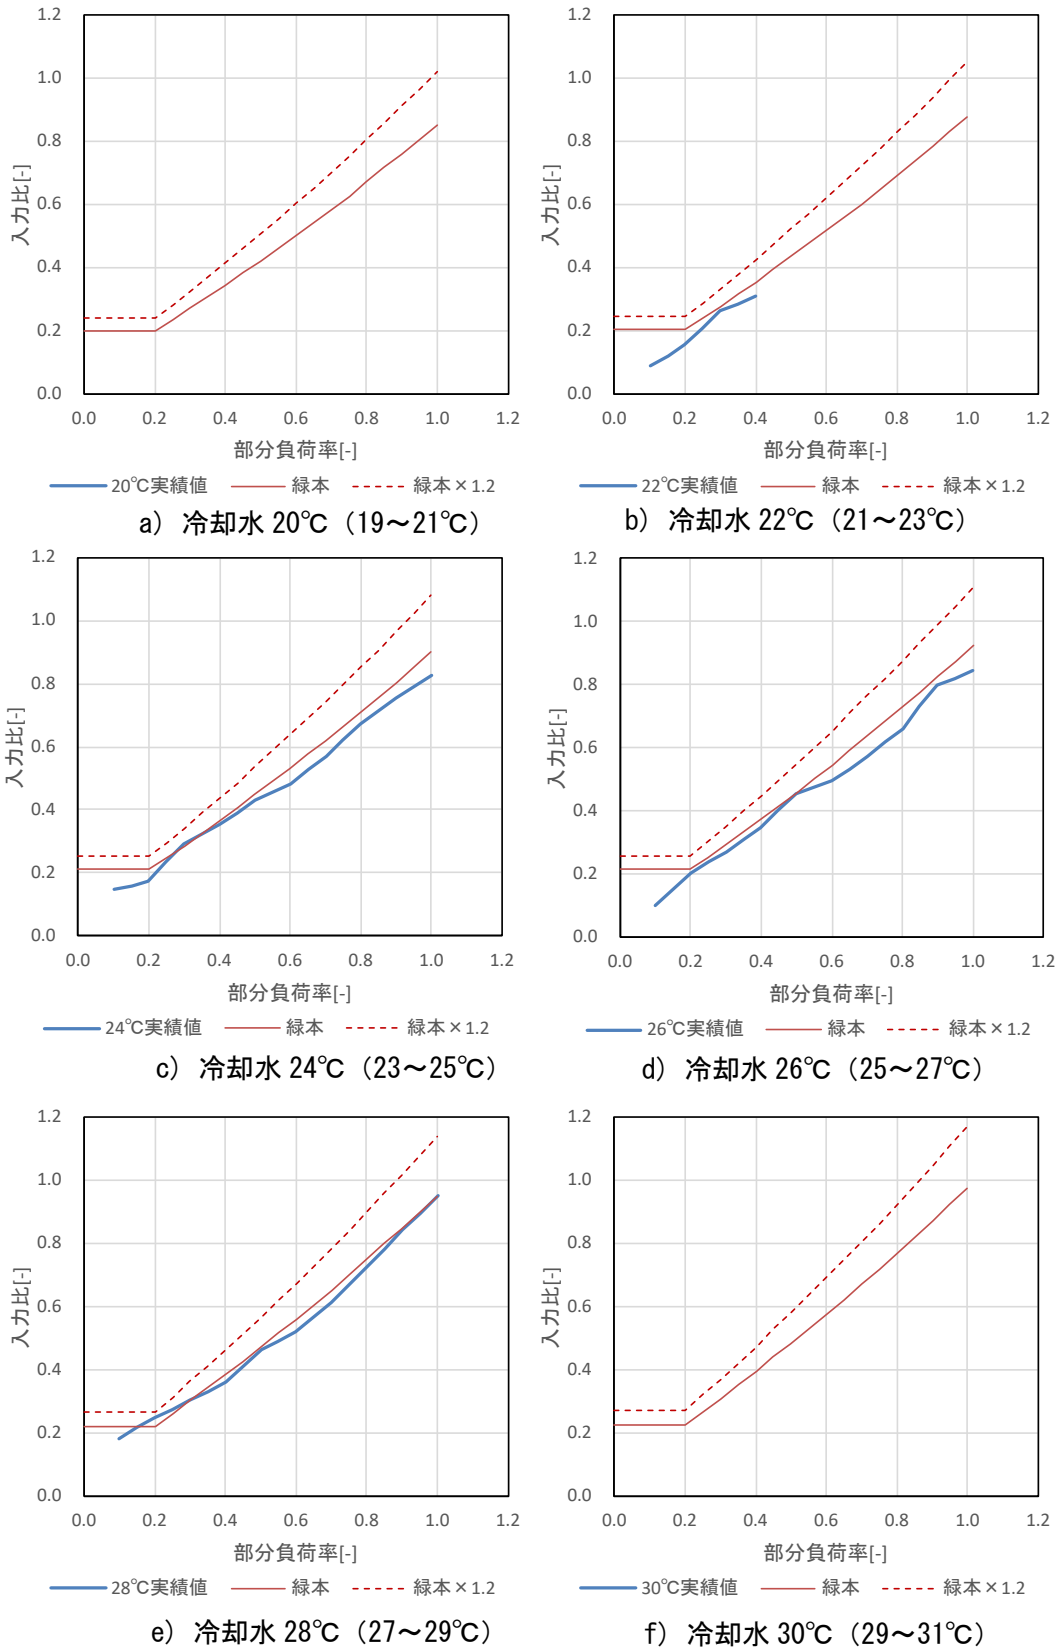 1.2
1.0
0.8
0.6
0.4
0.2
0.0
入力比[-]
0.0 0.2 0.4 0.6 0.8 1.0 1.2
部分負荷率[-]
20℃実績値 緑本 緑本×1.2
a) 冷却水 20℃（19～21℃）
1.2
1.0
0.8
0.6
0.4
0.2
0.0
入力比[-]
0.0 0.2 0.4 0.6 0.8 1.0 1.2
部分負荷率[-]
22℃実績値 緑本 緑本×1.2
b) 冷却水 22℃（21～23℃）
1.2
1.0
0.8
0.6
0.4
0.2
0.0
入力比[-]
0.0 0.2 0.4 0.6 0.8 1.0 1.2
部分負荷率[-]
24℃実績値 緑本 緑本×1.2
c) 冷却水 24℃（23～25℃）
1.2
1.0
0.8
0.6
0.4
0.2
0.0
入力比[-]
0.0 0.2 0.4 0.6 0.8 1.0 1.2
部分負荷率[-]
26℃実績値 緑本 緑本×1.2
d) 冷却水 26℃（25～27℃）
1.2
1.0
0.8
0.6
0.4
0.2
0.0
入力比[-]
0.0 0.2 0.4 0.6 0.8 1.0 1.2
部分負荷率[-]
28℃実績値 緑本 緑本×1.2
e) 冷却水 28℃（27～29℃）
1.2
1.0
0.8
0.6
0.4
0.2
0.0
入力比[-]
0.0 0.2 0.4 0.6 0.8 1.0 1.2
部分負荷率[-]
30℃実績値 緑本 緑本×1.2
f) 冷却水 30℃（29～31℃）